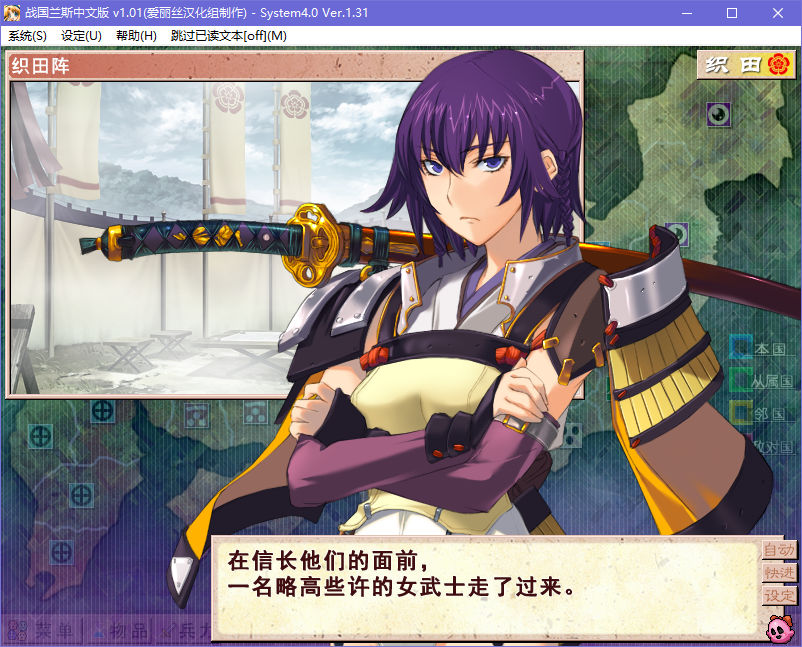 战国兰斯中文版 v1.01(爱丽丝汉化组制作) - System4.0 Ver.1.31
系统(S) 设定(U) 帮助(H) 跳过已读文本[off](M)
织田阵
织田
本国
从属国
邻国
敌对国
在信长他们的面前，
一名略高些许的女武士走了过来。
自动
快进
设定
菜单 物品